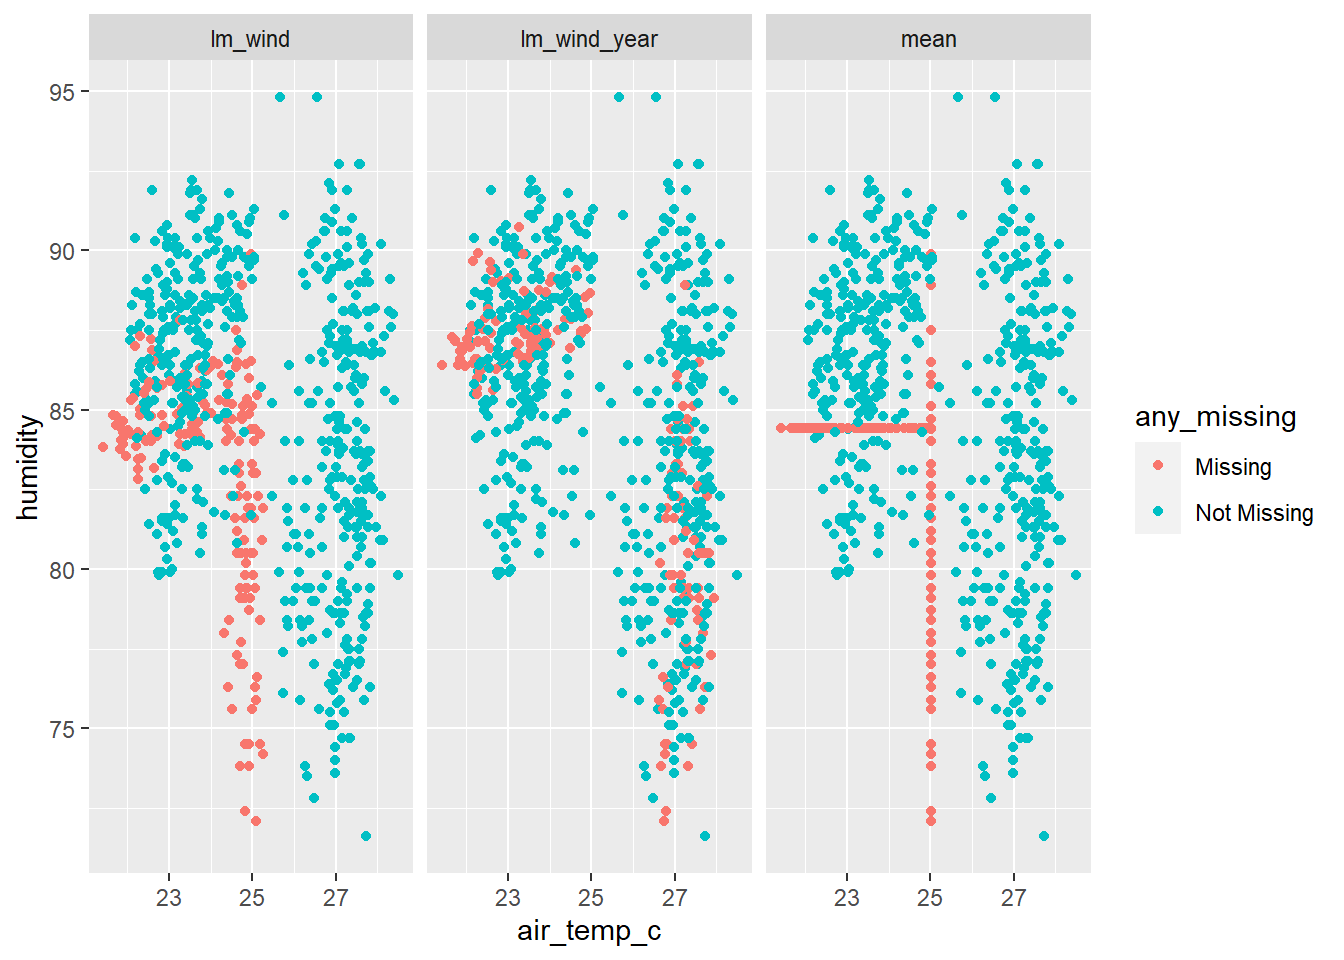 lm_wind lm_wind_year mean
95
90
85
80
75
humidity
23 25 27 23 25 27 23 25 27
air_temp_c
any_missing
Missing
Not Missing